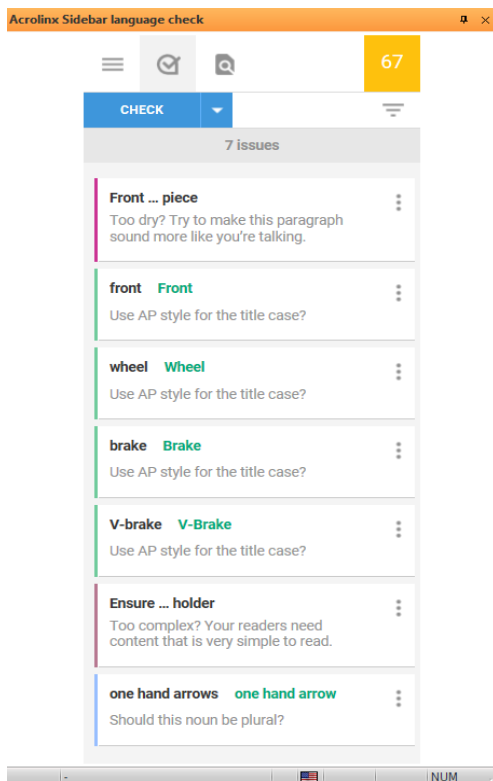 Acrolinx Sidebar language check
67
CHECK
7 issues
Front ... piece
Too dry? Try to make this paragraph
sound more like you're talking.
front Front
Use AP style for the title case?
wheel Wheel
Use AP style for the title case?
brake Brake
Use AP style for the title case?
V-brake V-Brake
Use AP style for the title case?
Ensure ... holder
Too complex? Your readers need
content that is very simple to read.
one hand arrows one hand arrow
Should this noun be plural?
- NUM